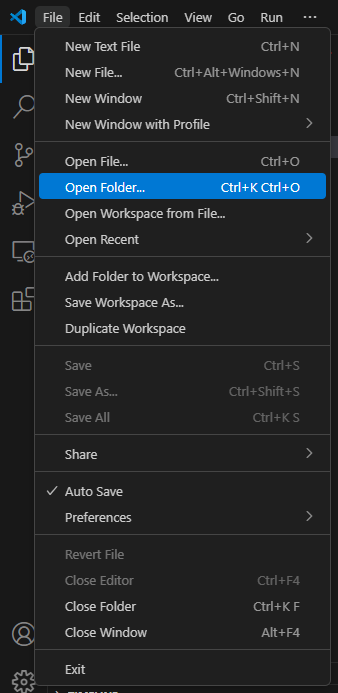 File Edit Selection View Go Run ···
New Text File Ctrl+N
New File... Ctrl+Alt+Windows+N
New Window Ctrl+Shift+N
New Window with Profile
Open File... Ctrl+O
Open Folder... Ctrl+K Ctrl+O
Open Workspace from File...
Open Recent
Add Folder to Workspace...
Save Workspace As...
Duplicate Workspace
Save Ctrl+S
Save As... Ctrl+Shift+S
Save All Ctrl+K S
Share
Auto Save
Preferences
Revert File
Close Editor Ctrl+F4
Close Folder Ctrl+K F
Close Window Alt+F4
Exit